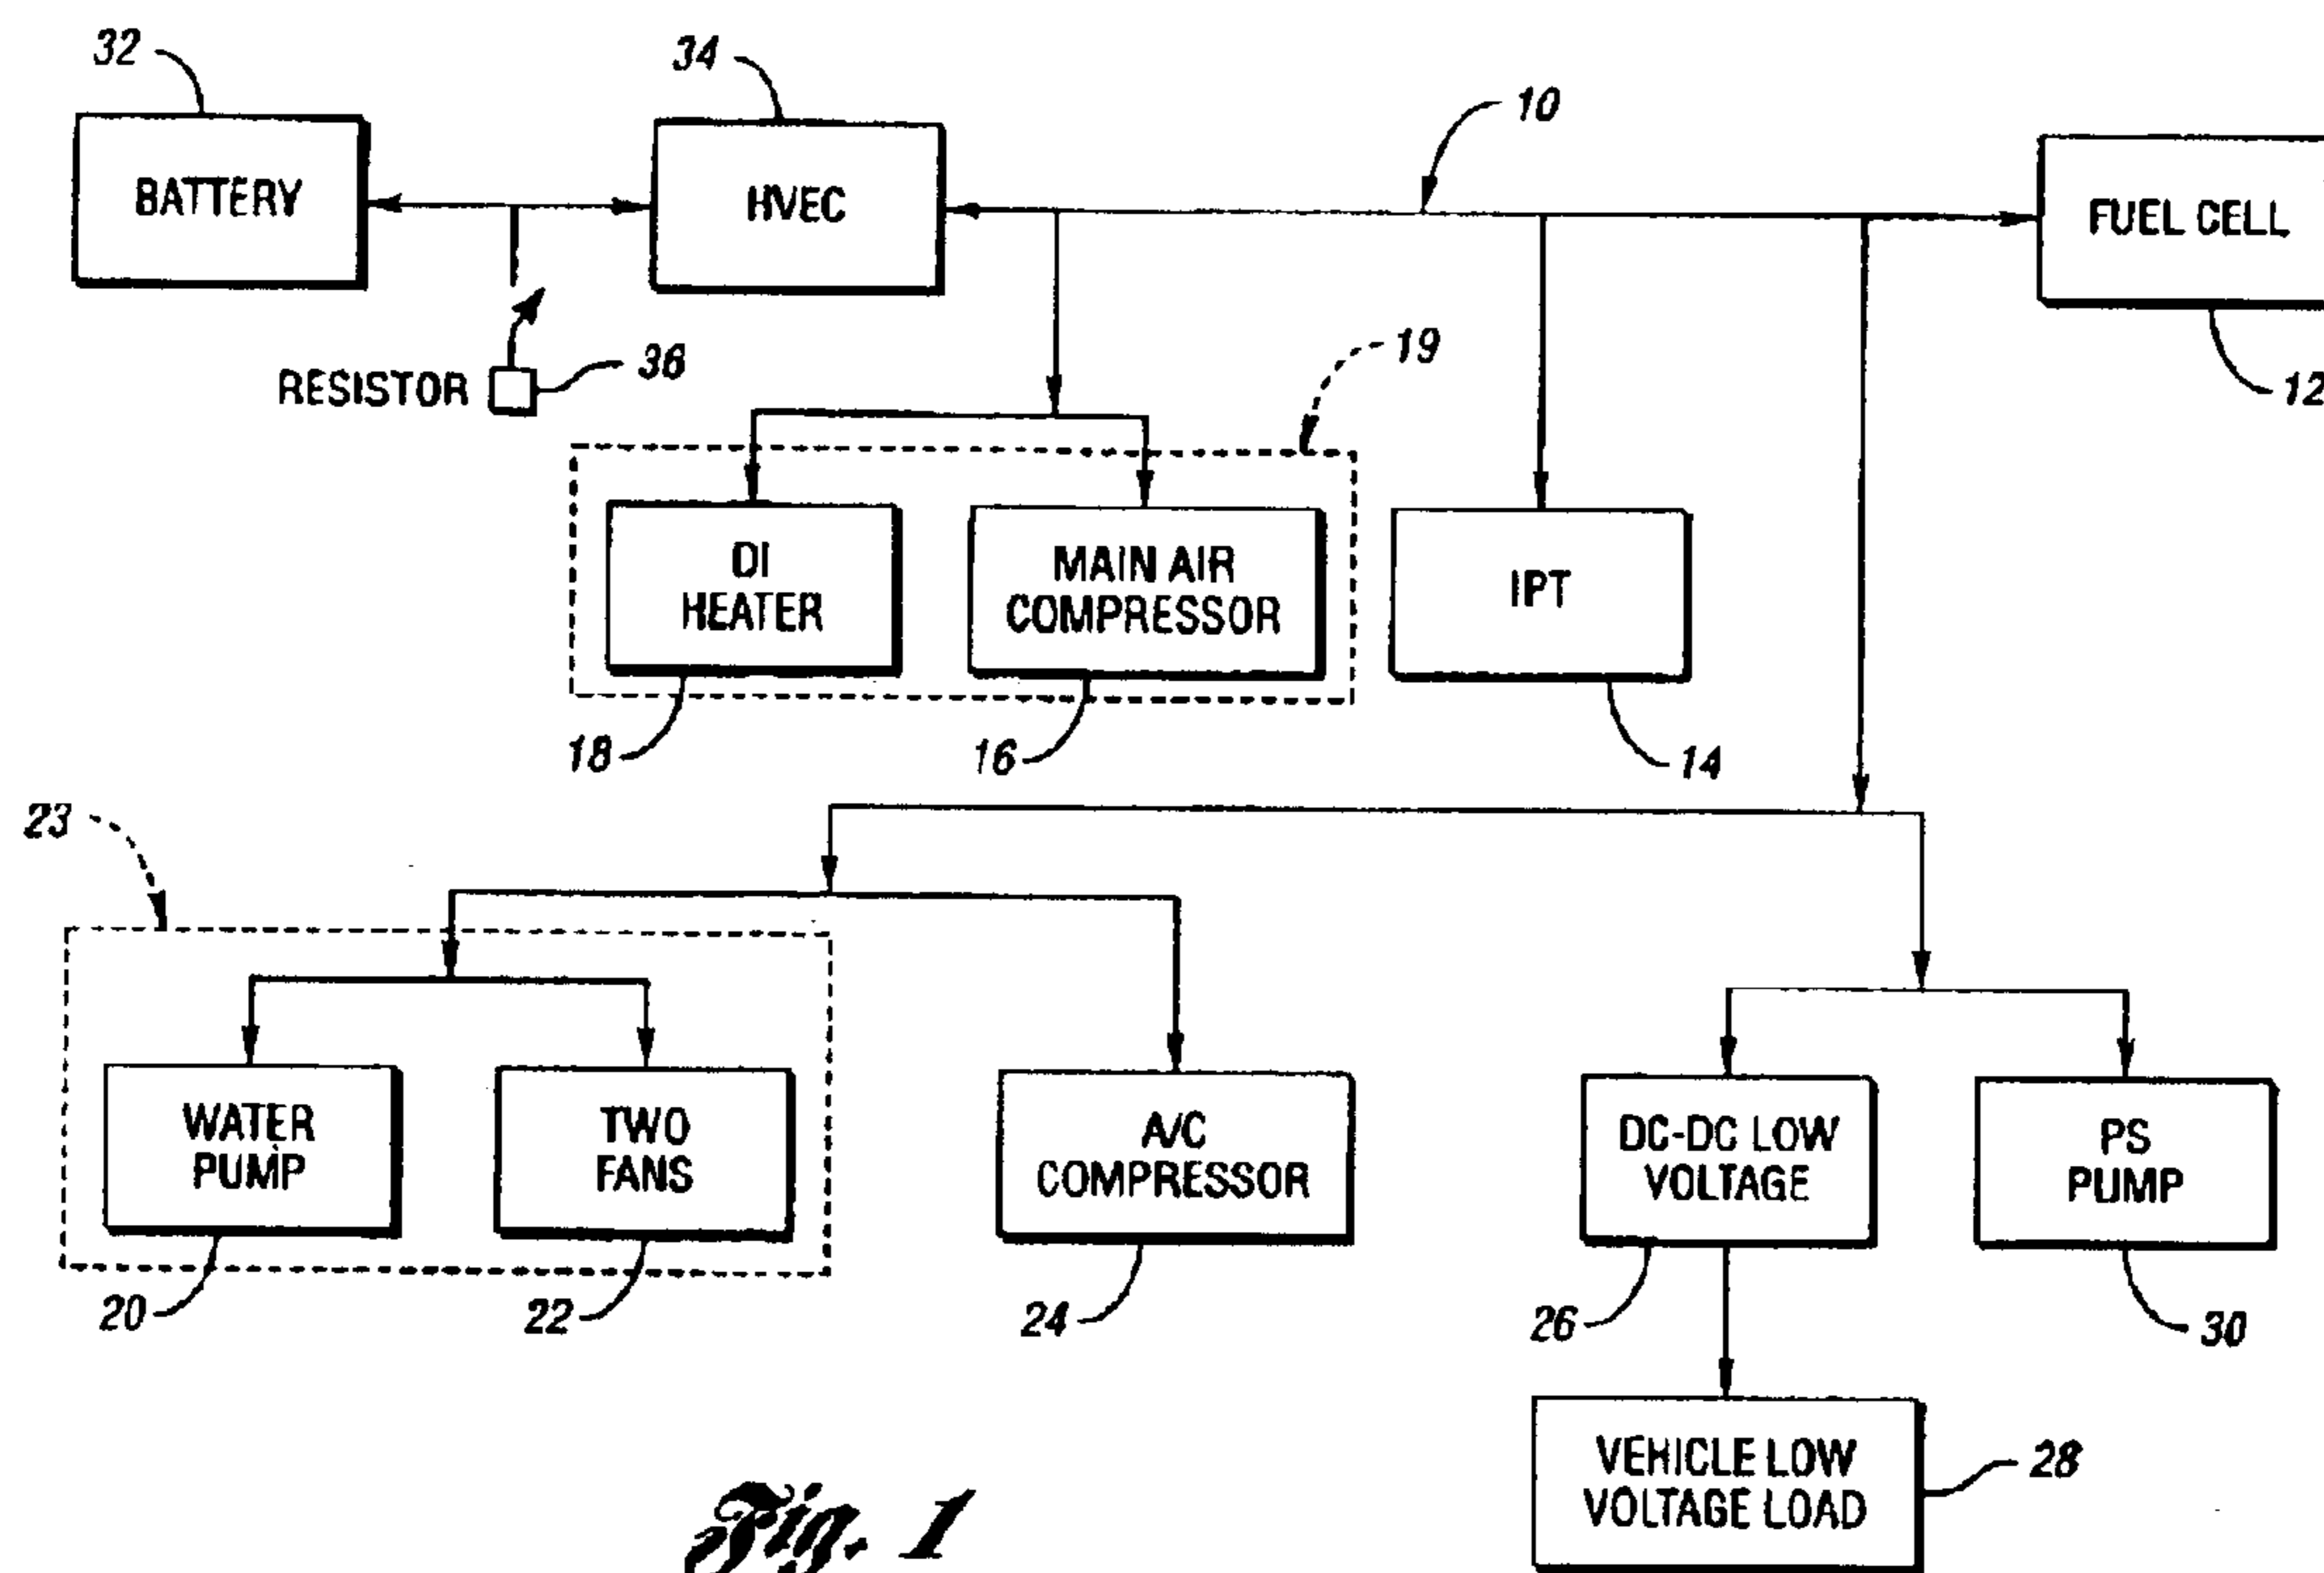 32
34
10
BATTERY
HVEC
FUEL CELL
RESISTOR
36
19
12
DI
HEATER
MAIN AIR
COMPRESSOR
IPT
18
16
14
23
WATER
PUMP
TWO
FANS
A/C
COMPRESSOR
DC-DC LOW
VOLTAGE
PS
PUMP
20
22
24
26
30
VEHICLE LOW
VOLTAGE LOAD
28
Fig. 1